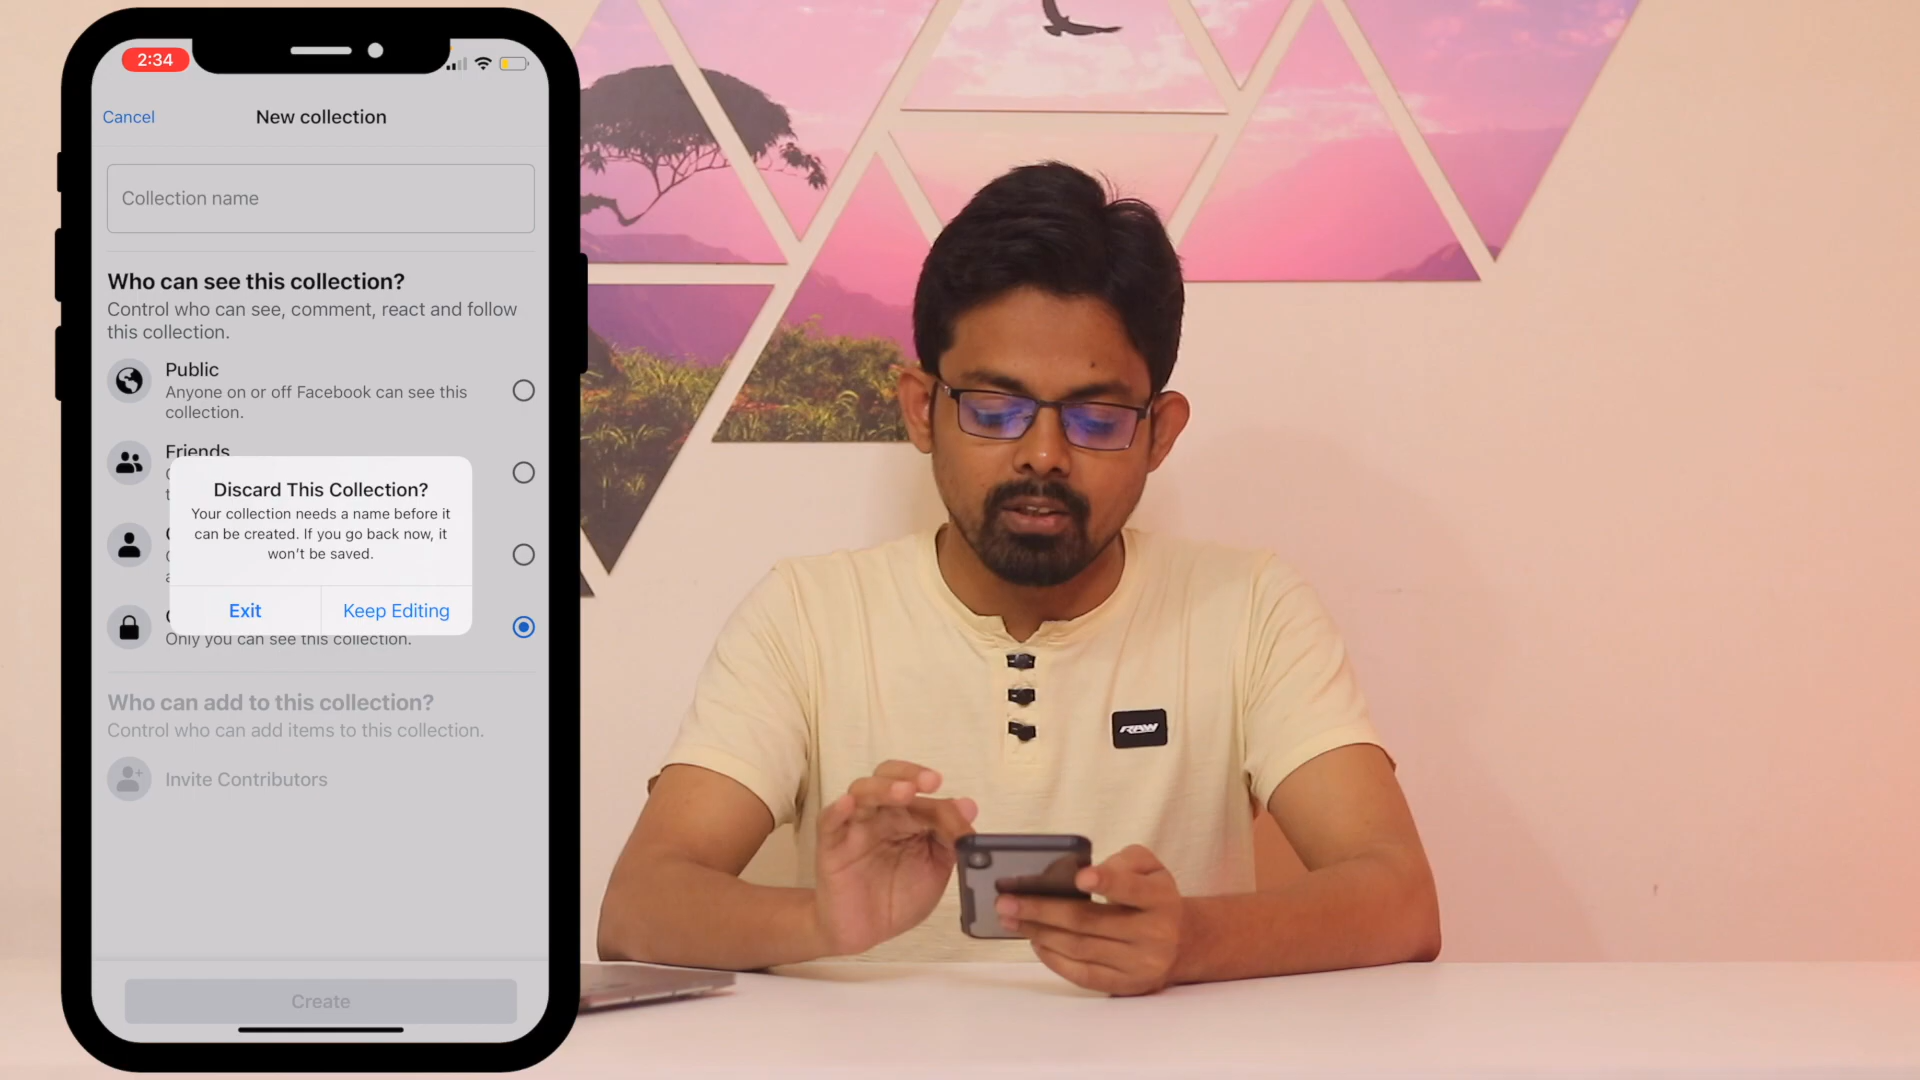 2:34
Cancel
New collection
Collection name
Who can see this collection?
Control who can see, comment, react and follow
this collection.
Public
Anyone on or off Facebook can see this
collection.
Friends
Discard This Collection?
Your collection needs a name before it
can be created. If you go back now, it
won't be saved.
Exit
Keep Editing
Only you can see this collection.
Who can add to this collection?
Control who can add items to this collection.
Invite Contributors
Create
RAW